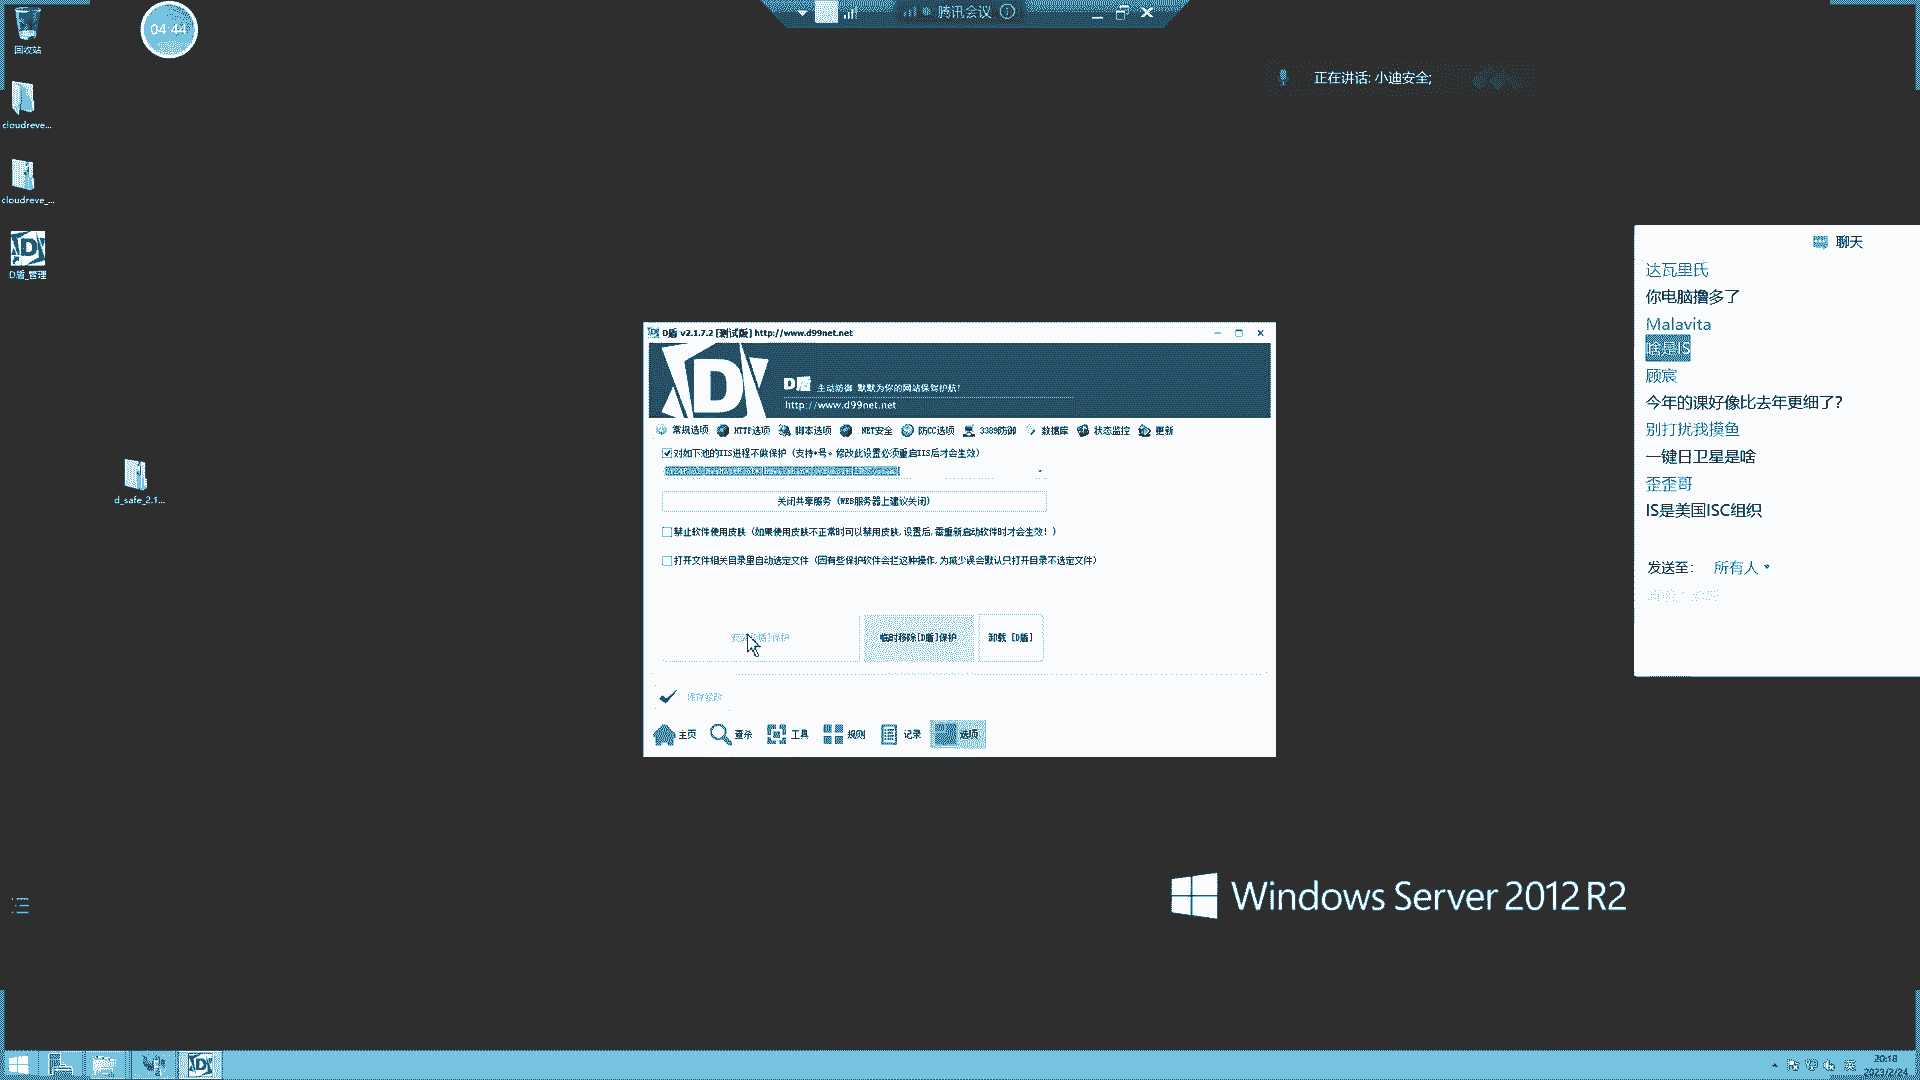 回收站
04 44
腾讯会议
正在讲话: 小迪安全;
cloudreve...
cloudreve_...
D盾_管理
d_safe_2.1...
D盾 v2.1.7.2 [测试版] http://www.d99net.net
D盾 主动防御 默默为你的网站保驾护航!
http://www.d99net.net
常规选项 HTTP选项 脚本选项 .NET安全 防CC选项 3389防御 数据库 状态监控 更新
对如下池的IIS进程不做保护 (支持*号。修改此设置必须重启IIS后才会生效)
关闭共享服务 (WEB服务器上建议关闭)
禁止软件使用皮肤 (如果使用皮肤不正常时可以禁用皮肤,设置后,需重新启动软件时才会生效! )
打开文件相关目录里自动选定文件 (因有些保护软件会拦这种操作,为减少误会默认只打开目录不选定文件)
临时移除[D盾]保护
卸载 [D盾]
保存修改
主页 查杀 工具 规则 记录 选项
聊天
达瓦里氏
你电脑撸多了
Malavita
啥是IS
顾宸
今年的课好像比去年更细了?
别打扰我摸鱼
一键日卫星是啥
歪歪哥
IS是美国ISC组织
发送至: 所有人
Windows Server 2012 R2
英
20:18
2023/2/24